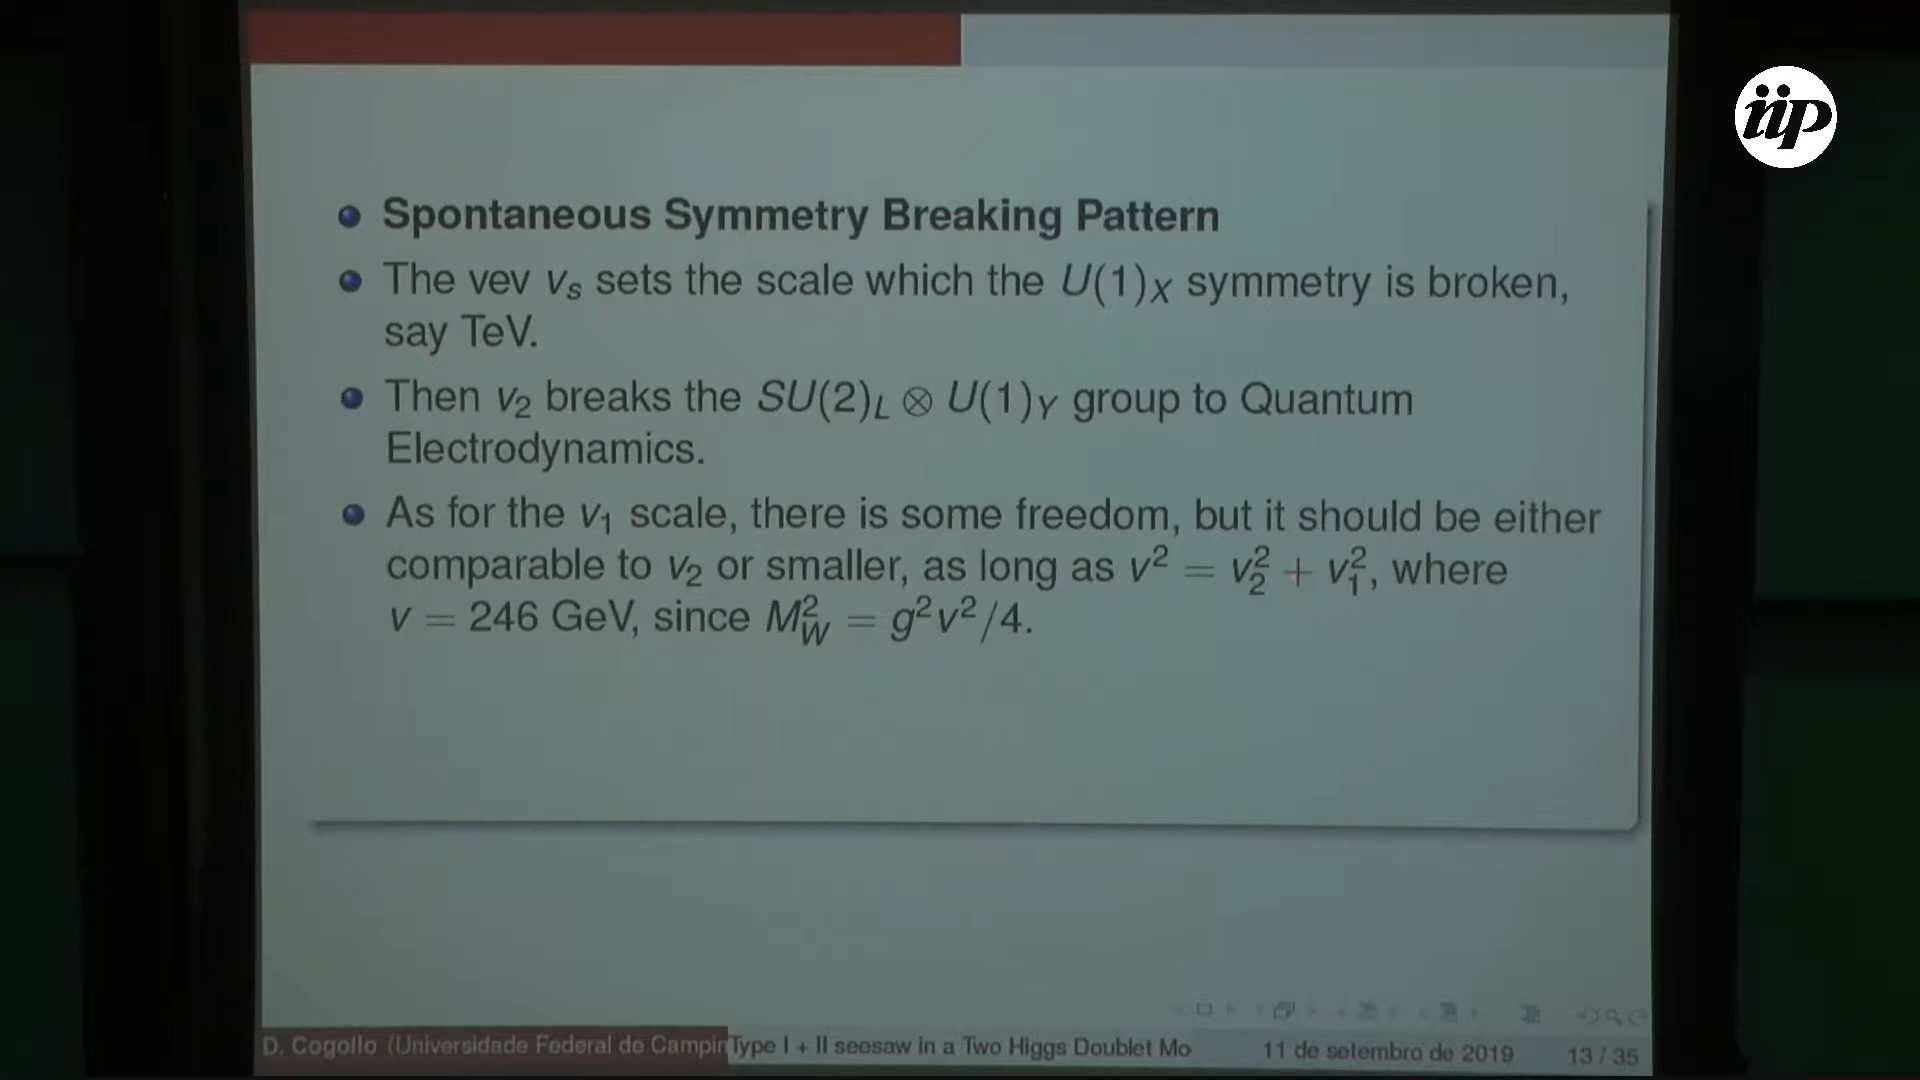 iip
Spontaneous Symmetry Breaking Pattern
The vev v_s sets the scale which the U(1)_X symmetry is broken,
say TeV.
Then v_2 breaks the SU(2)_L ⊗ U(1)_Y group to Quantum
Electrodynamics.
As for the v_1 scale, there is some freedom, but it should be either
comparable to v_2 or smaller, as long as v^2 = v_2^2 + v_1^2, where
v = 246 GeV, since M_W^2 = g^2v^2/4.
D. Cogollo (Universidade Federal de Campin Type I + II seesaw in a Two Higgs Doublet Mo 11 de setembro de 2019 13 / 35